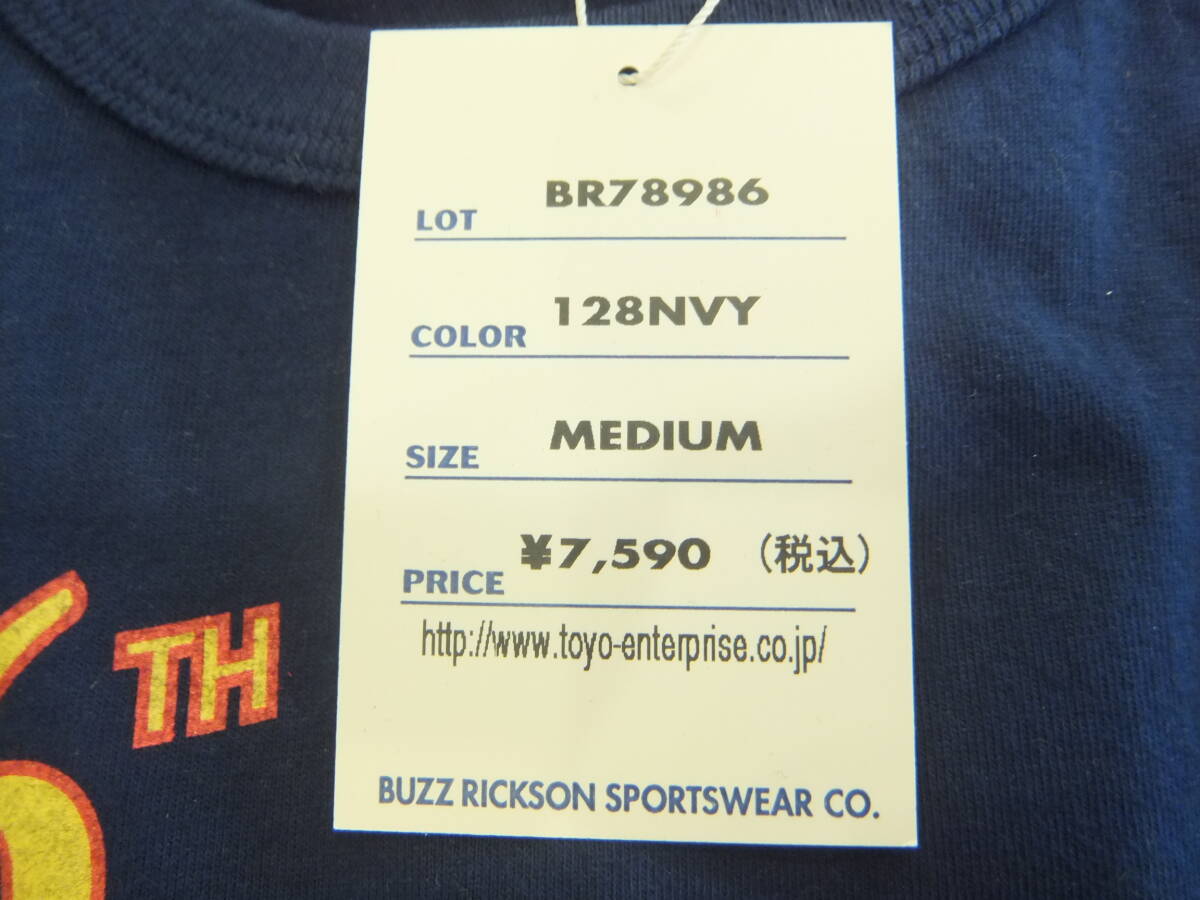 LOT BR78986
COLOR 128NVY
SIZE MEDIUM
PRICE ¥7,590 (税込)
http://www.toyo-enterprise.co.jp/
BUZZ RICKSON SPORTSWEAR CO.
TH